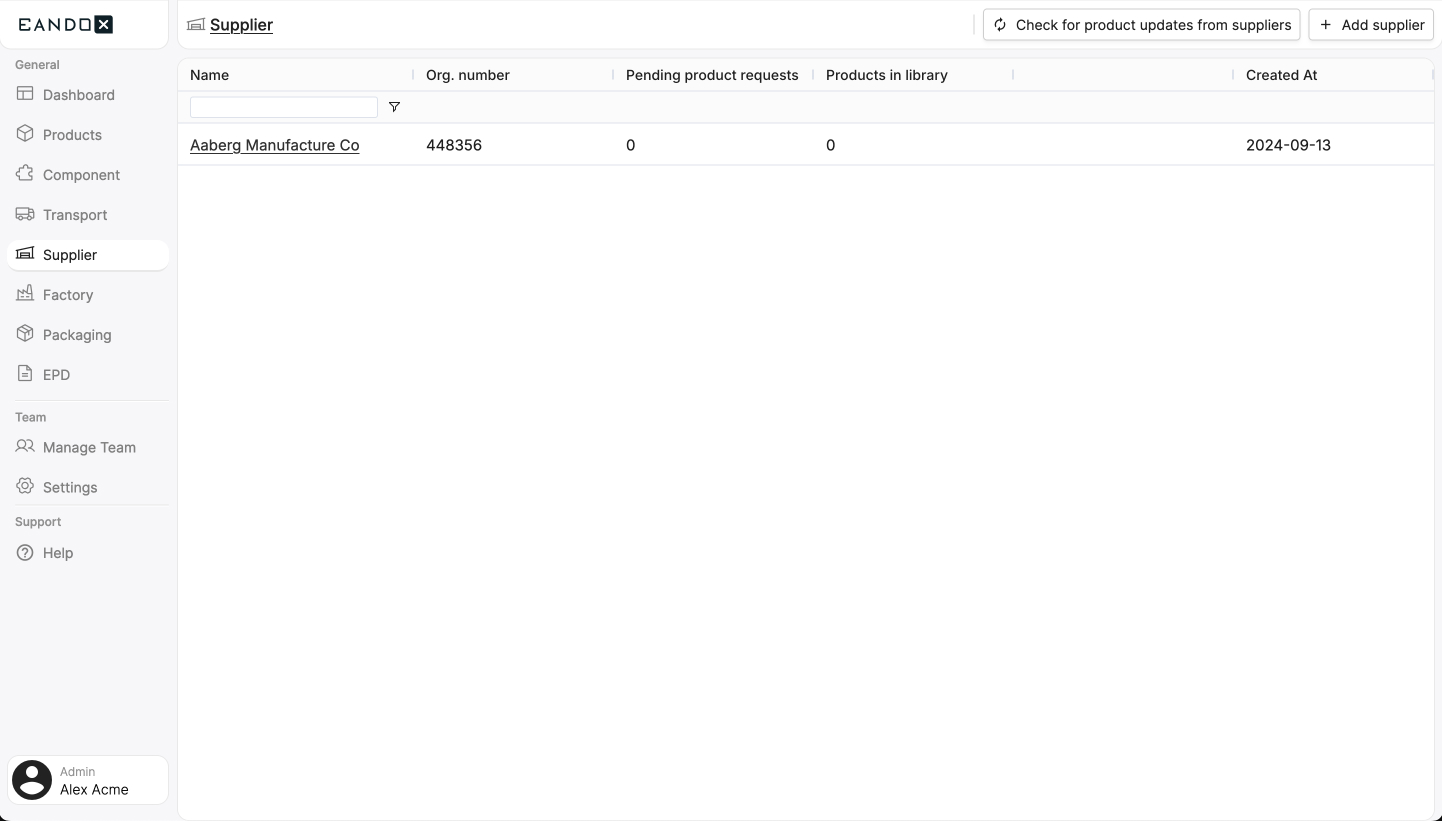 EANDOX
Supplier
Check for product updates from suppliers
Add supplier
General
Dashboard
Products
Component
Transport
Supplier
Factory
Packaging
EPD
Team
Manage Team
Settings
Support
Help
Admin
Alex Acme
Name Org. number Pending product requests Products in library Created At
Aaberg Manufacture Co 448356 0 0 2024-09-13